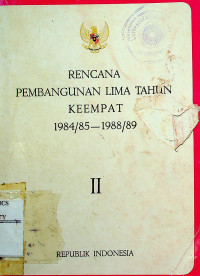 RENCANA
PEMBANGUNAN LIMA TAHUN
KEEMPAT
1984/85—1988/89
II
REPUBLIK INDONESIA